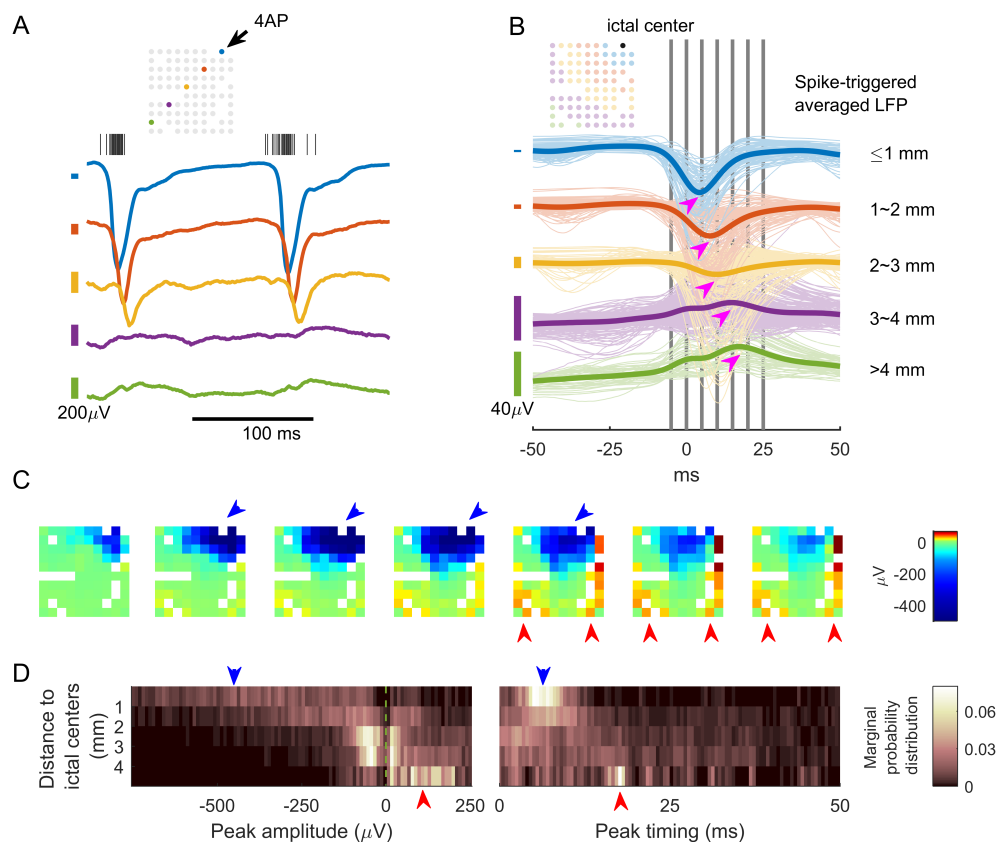 A
4AP
200μV
100 ms
B
ictal center
Spike-triggered
averaged LFP
≤1 mm
1~2 mm
2~3 mm
3~4 mm
>4 mm
40μV
-50
-25
0
25
50
ms
C
0
-200
-400
μV
D
Distance to
ictal centers
(mm)
1
2
3
4
-500
-250
0
250
Peak amplitude (μV)
0
25
50
Peak timing (ms)
Marginal
probability
distribution
0.06
0.03
0